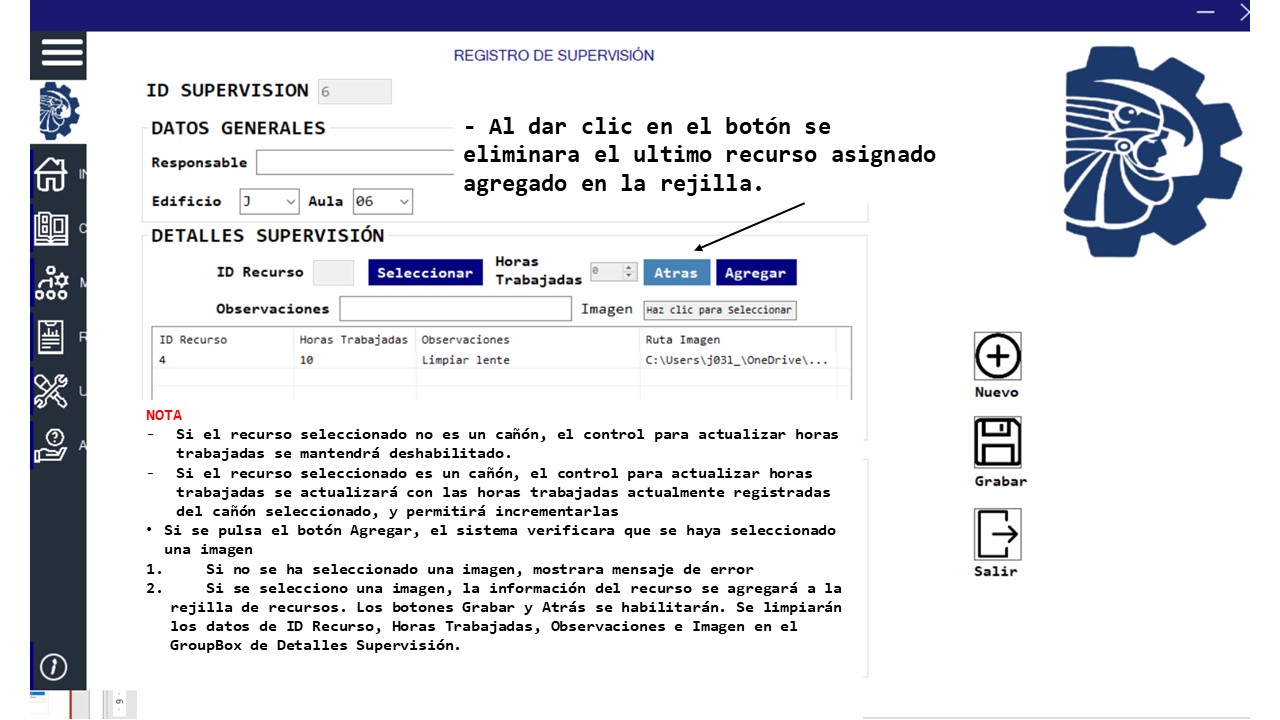 REGISTRO DE SUPERVISIÓN
ID SUPERVISION 6
DATOS GENERALES
- Al dar clic en el botón se
eliminara el ultimo recurso asignado
agregado en la rejilla.
Responsable
Edificio J Aula 06
DETALLES SUPERVISIÓN
ID Recurso Seleccionar Horas Trabajadas 0 Atras Agregar
Observaciones Imagen Haz clic para Seleccionar
ID Recurso Horas Trabajadas Observaciones Ruta Imagen
4 10 Limpiar lente C:\Users\j031_\OneDrive\...
Nuevo
Grabar
Salir
NOTA
- Si el recurso seleccionado no es un cañón, el control para actualizar horas
trabajadas se mantendrá deshabilitado.
- Si el recurso seleccionado es un cañón, el control para actualizar horas
trabajadas se actualizará con las horas trabajadas actualmente registradas
del cañón seleccionado, y permitirá incrementarlas
• Si se pulsa el botón Agregar, el sistema verificara que se haya seleccionado
una imagen
1. Si no se ha seleccionado una imagen, mostrara mensaje de error
2. Si se selecciono una imagen, la información del recurso se agregará a la
rejilla de recursos. Los botones Grabar y Atrás se habilitarán. Se limpiarán
los datos de ID Recurso, Horas Trabajadas, Observaciones e Imagen en el
GroupBox de Detalles Supervisión.